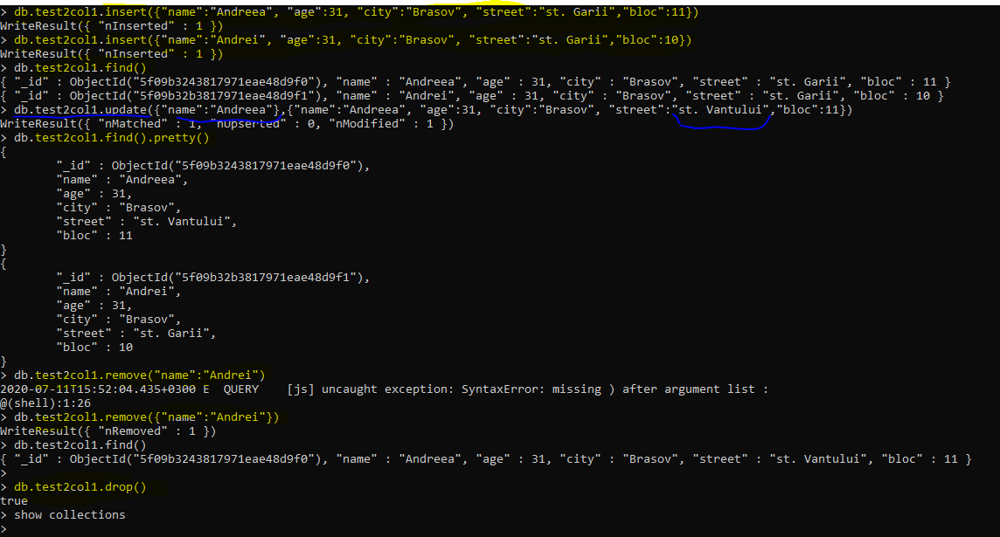 > db.test2col1.insert({"name":"Andreea", "age":31, "city":"Brasov", "street":"st. Garii","bloc":11})
WriteResult({ "nInserted" : 1 })
> db.test2col1.insert({"name":"Andrei", "age":31, "city":"Brasov", "street":"st. Garii","bloc":10})
WriteResult({ "nInserted" : 1 })
> db.test2col1.find()
{ "_id" : ObjectId("5f09b3243817971eae48d9f0"), "name" : "Andreea", "age" : 31, "city" : "Brasov", "street" : "st. Garii", "bloc" : 11 }
{ "_id" : ObjectId("5f09b32b3817971eae48d9f1"), "name" : "Andrei", "age" : 31, "city" : "Brasov", "street" : "st. Garii", "bloc" : 10 }
> db.test2col1.update({"name":"Andreea"},{"name":"Andreea", "age":31, "city":"Brasov", "street":"st. Vantului","bloc":11})
WriteResult({ "nMatched" : 1, "nUpserted" : 0, "nModified" : 1 })
> db.test2col1.find().pretty()
{
"_id" : ObjectId("5f09b3243817971eae48d9f0"),
"name" : "Andreea",
"age" : 31,
"city" : "Brasov",
"street" : "st. Vantului",
"bloc" : 11
}
{
"_id" : ObjectId("5f09b32b3817971eae48d9f1"),
"name" : "Andrei",
"age" : 31,
"city" : "Brasov",
"street" : "st. Garii",
"bloc" : 10
}
> db.test2col1.remove("name":"Andrei")
2020-07-11T15:52:04.435+0300 E  QUERY    [js] uncaught exception: SyntaxError: missing ) after argument list :
@(shell):1:26
> db.test2col1.remove({"name":"Andrei"})
WriteResult({ "nRemoved" : 1 })
> db.test2col1.find()
{ "_id" : ObjectId("5f09b3243817971eae48d9f0"), "name" : "Andreea", "age" : 31, "city" : "Brasov", "street" : "st. Vantului", "bloc" : 11 }
>
> db.test2col1.drop()
true
> show collections
>